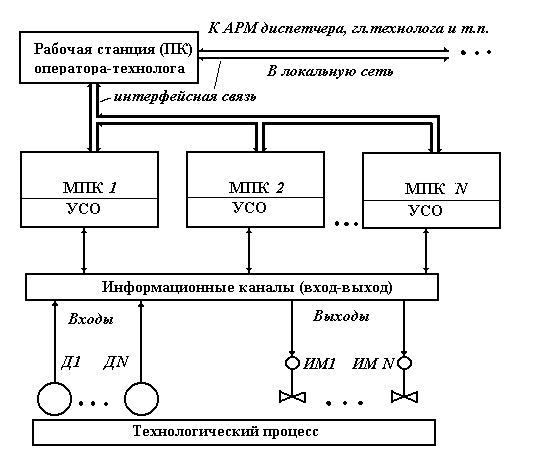 К АРМ диспетчера, гл.технолога и т.п.
Рабочая станция (ПК)
оператора-технолога
. . .
В локальную сеть
интерфейсная связь
МПК 1
УСО
МПК 2
УСО
. . .
МПК N
УСО
Информационные каналы (вход-выход)
Входы
Выходы
Д1
ДN
ИМ1
ИМ N
. . .
. . .
Технологический процесс